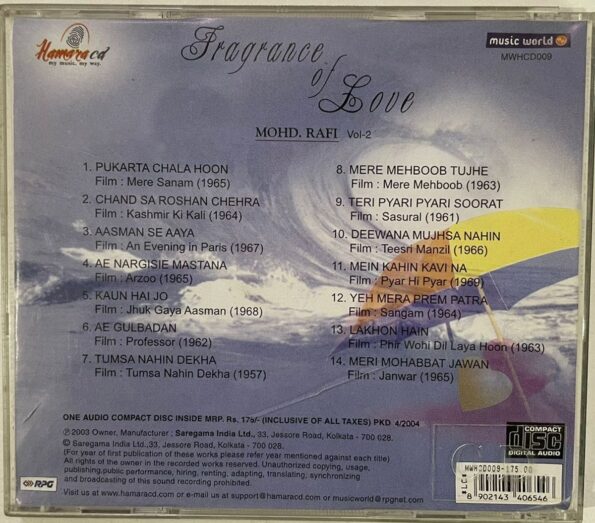 Hamaracd
my music. my way.
Fragrance
of
Love
music world
MWHCD009
MOHD. RAFI Vol-2
1. PUKARTA CHALA HOON
Film : Mere Sanam (1965)
2. CHAND SA ROSHAN CHEHRA
Film : Kashmir Ki Kali (1964)
3. AASMAN SE AAYA
Film : An Evening in Paris (1967)
4. AE NARGISIE MASTANA
Film : Arzoo (1965)
5. KAUN HAI JO
Film : Jhuk Gaya Aasman (1968)
6. AE GULBADAN
Film : Professor (1962)
7. TUMSA NAHIN DEKHA
Film : Tumsa Nahin Dekha (1957)
8. MERE MEHBOOB TUJHE
Film : Mere Mehboob (1963)
9. TERI PYARI PYARI SOORAT
Film : Sasural (1961)
10. DEEWANA MUJHSA NAHIN
Film : Teesri Manzil (1966)
11. MEIN KAHIN KAVI NA
Film : Pyar Hi Pyar (1969)
12. YEH MERA PREM PATRA
Film : Sangam (1964)
13. LAKHON HAIN
Film : Phir Wohi Dil Laya Hoon (1963)
14. MERI MOHABBAT JAWAN
Film : Janwar (1965)
ONE AUDIO COMPACT DISC INSIDE MRP. Rs. 175/- (INCLUSIVE OF ALL TAXES) PKD 4/2004
℗ 2003 Owner, Manufacturer ; Saregama India Ltd., 33, Jessore Road, Kolkata - 700 028.
© Saregama India Ltd.,33, Jessore Road, Kolkata - 700 028.
(For year of first publication of these works please refer year mentioned against each title)
All rights of the owner in the recorded works reserved. Unauthorized copying, usage,
publishing,public performance, hiring, renting, adapting, translating, synchronizing
and broadcasting of this sound recording prohibited.
RPG
Visit us at www.hamaracd.com or e-mail us at support@hamaracd.com or musicworld@rpgnet.com
COMPACT
disc
DIGITAL AUDIO
MWHCD009-175.00
8 902143 406546